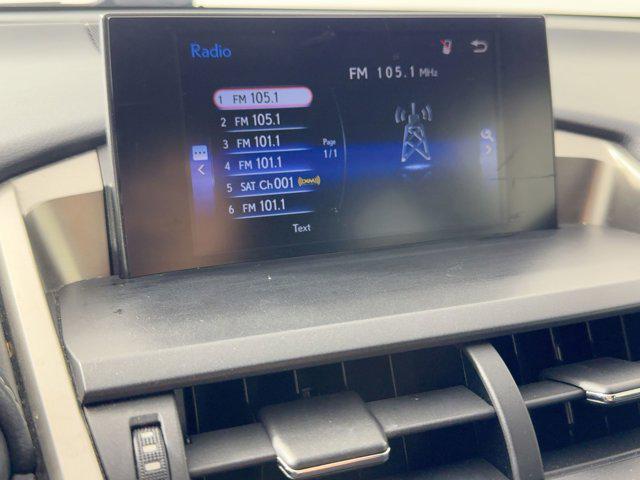 Radio
FM 105.1 MHz
1 FM 105.1
2 FM 105.1
3 FM 101.1
4 FM 101.1
5 SAT Ch001 ((XM))
6 FM 101.1
Page
1/1
Text